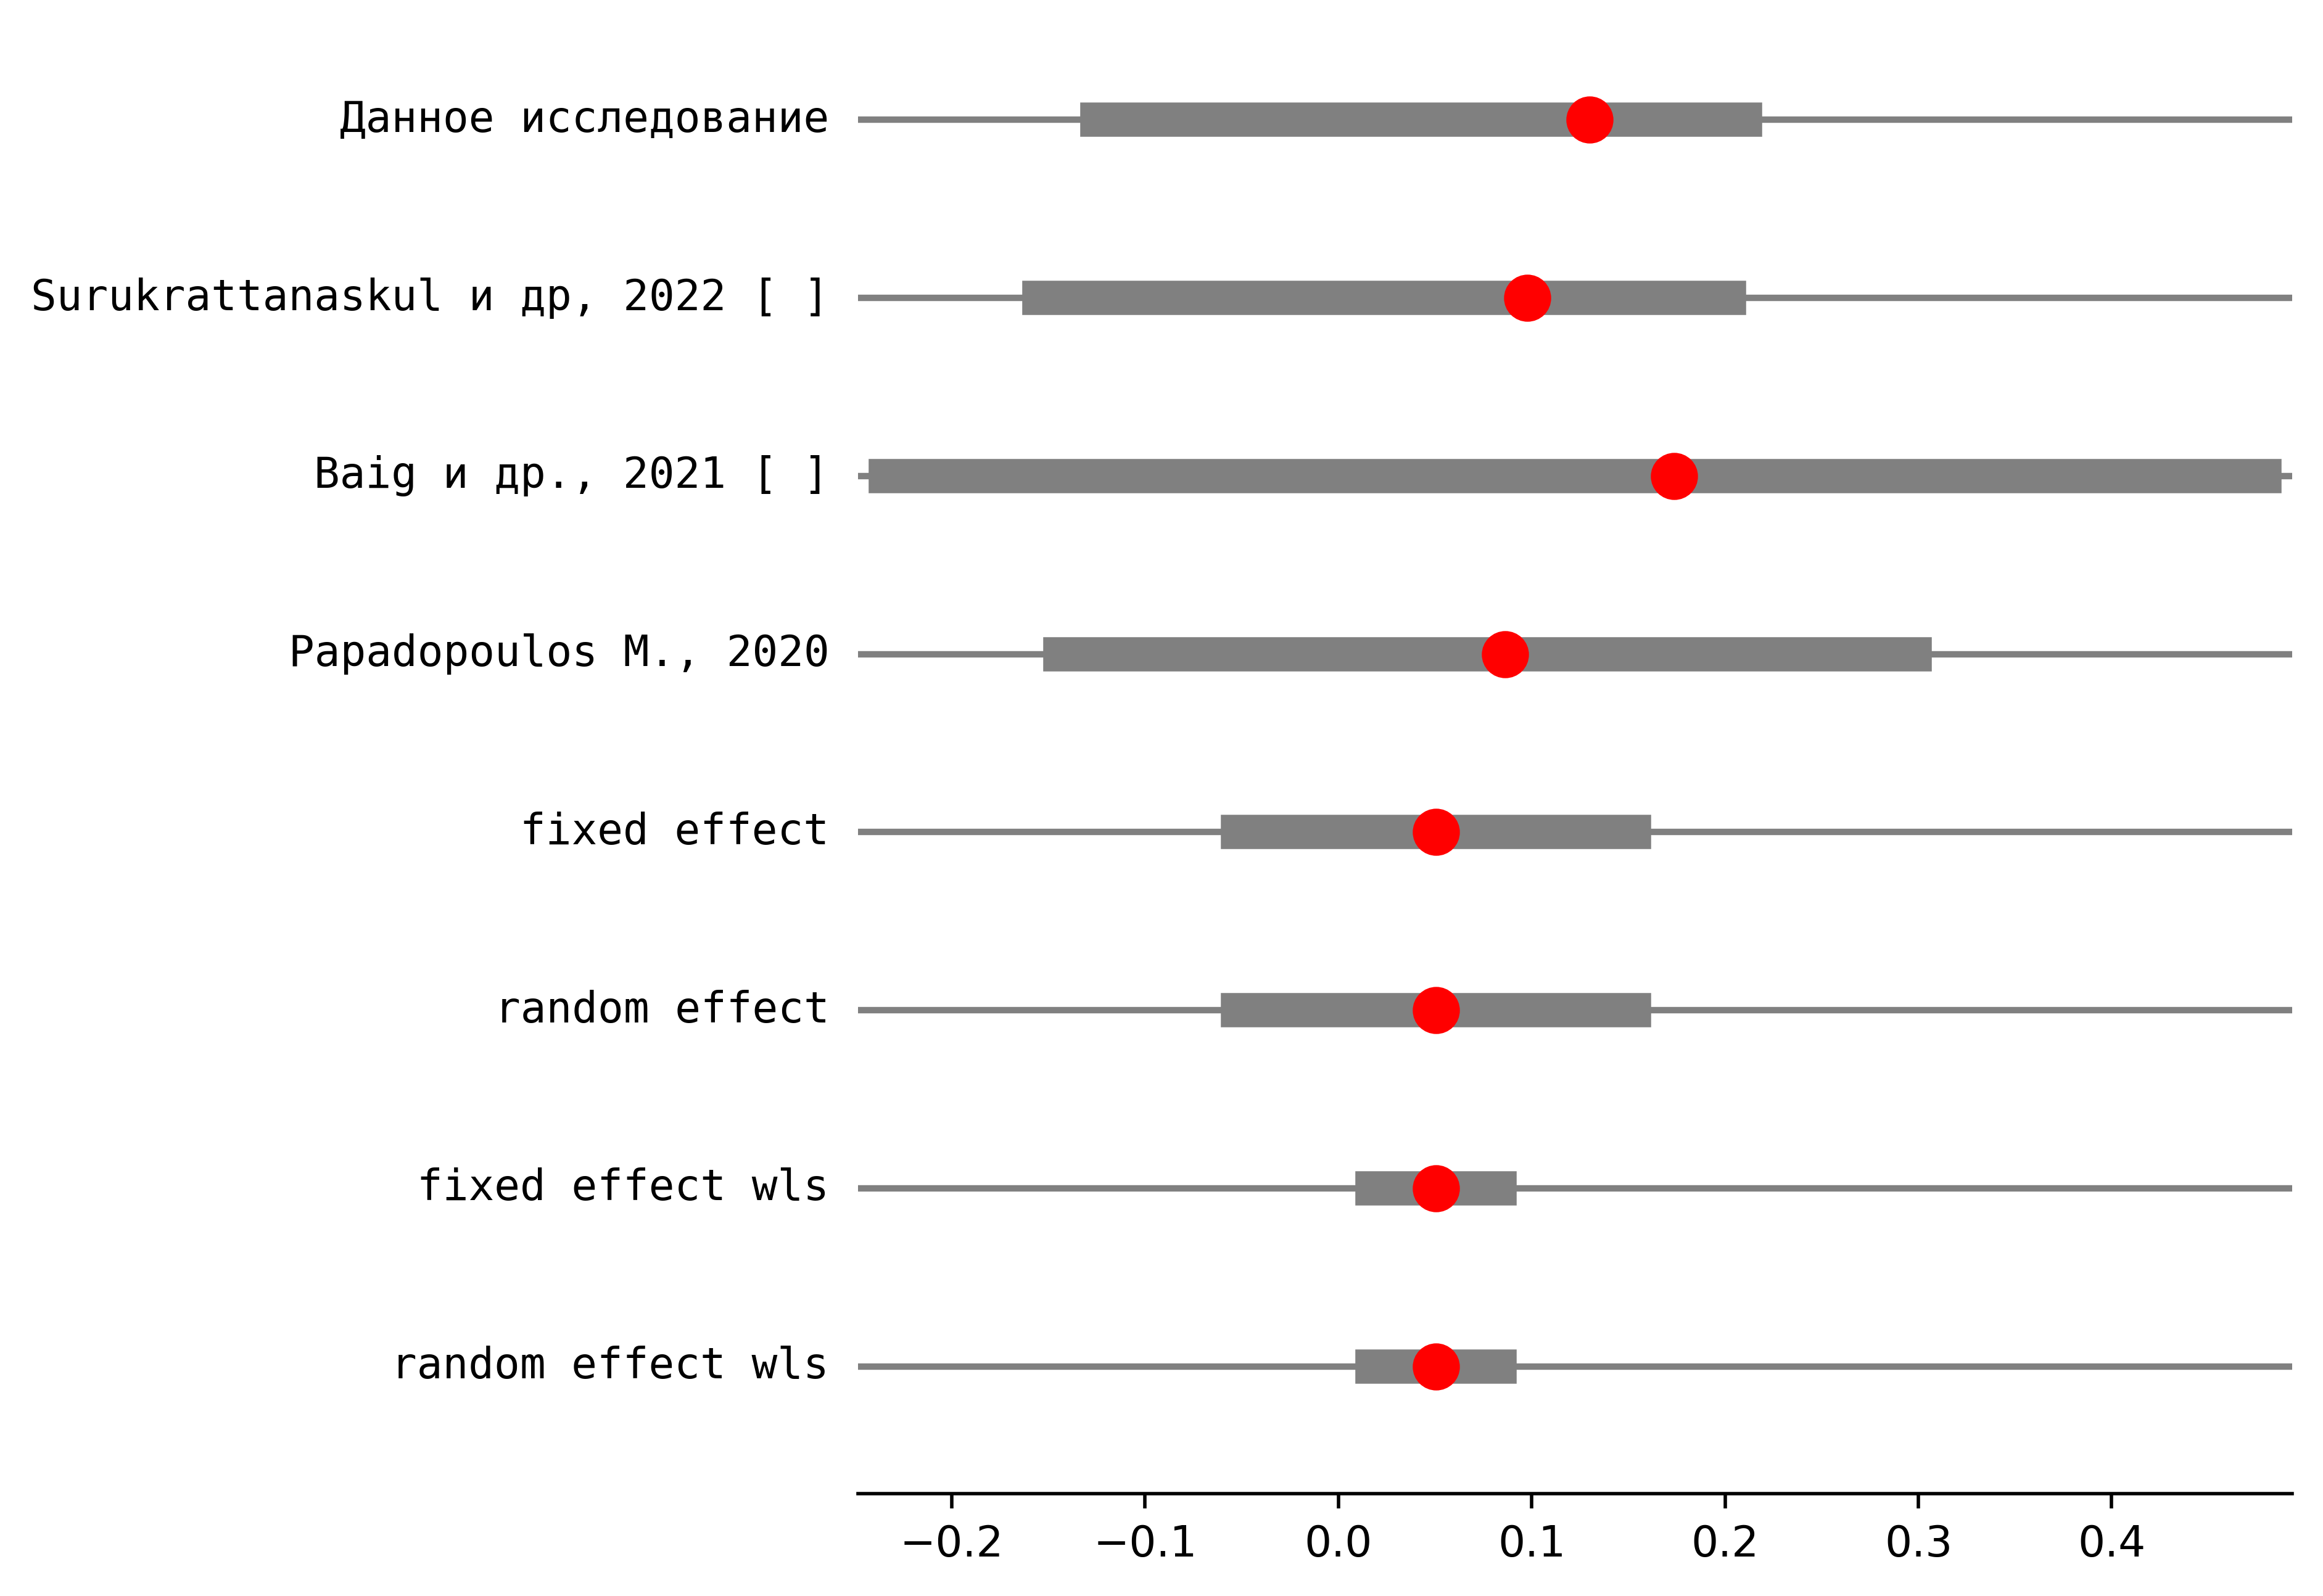 Данное исследование
Surukrattanaskul и др, 2022 [ ]
Baig и др., 2021 [ ]
Papadopoulos M., 2020
fixed effect
random effect
fixed effect wls
random effect wls
−0.2 −0.1 0.0 0.1 0.2 0.3 0.4